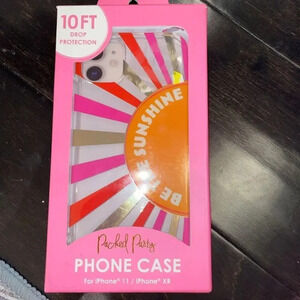 10FT
DROP
PROTECTION
BE THE SUNSHINE
Packed Party
PHONE CASE
For iPhone® 11 / iPhone® XR